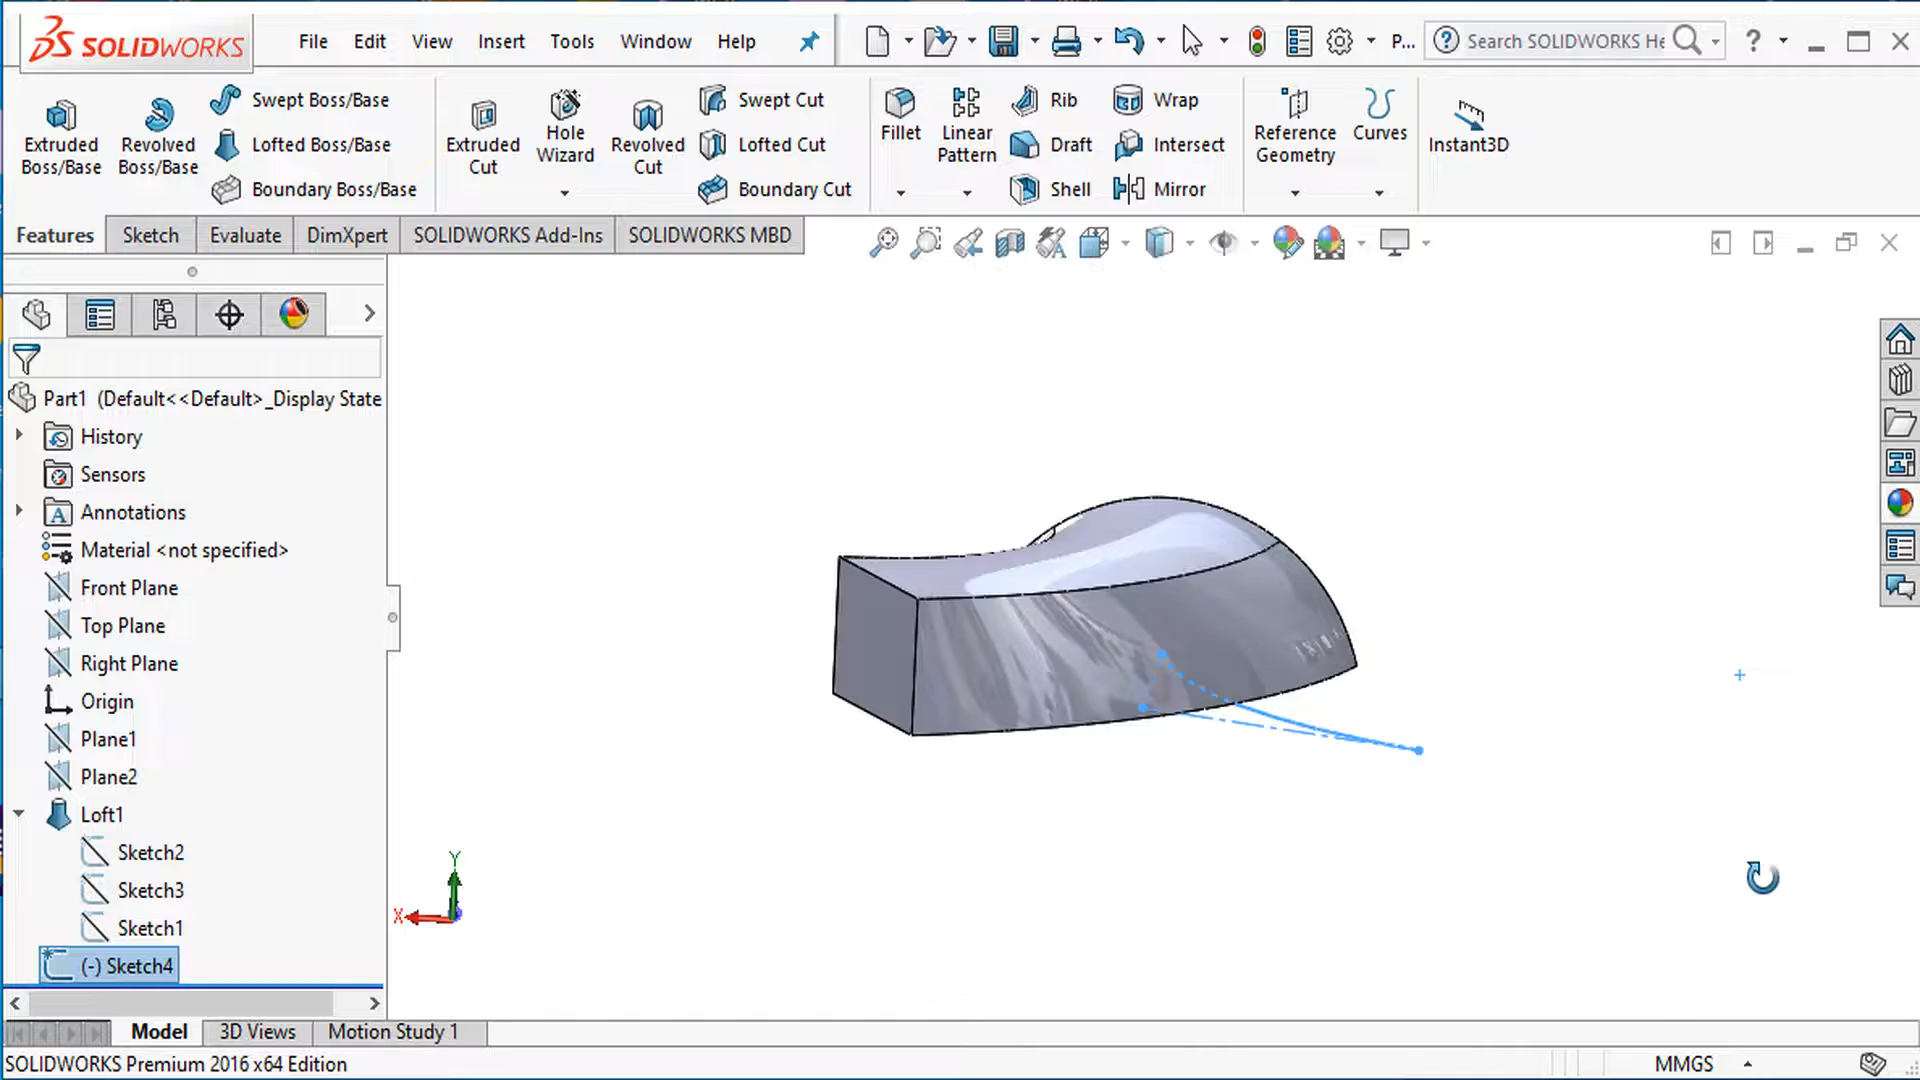 SOLIDWORKS
File Edit View Insert Tools Window Help
P... Search SOLIDWORKS He
Extruded Boss/Base
Revolved Boss/Base
Swept Boss/Base
Lofted Boss/Base
Boundary Boss/Base
Extruded Cut
Hole Wizard
Revolved Cut
Swept Cut
Lofted Cut
Boundary Cut
Fillet
Linear Pattern
Rib
Draft
Shell
Wrap
Intersect
Mirror
Reference Geometry
Curves
Instant3D
Features Sketch Evaluate DimXpert SOLIDWORKS Add-Ins SOLIDWORKS MBD
Part1 (Default<<Default>_Display State
History
Sensors
Annotations
Material <not specified>
Front Plane
Top Plane
Right Plane
Origin
Plane1
Plane2
Loft1
Sketch2
Sketch3
Sketch1
(-) Sketch4
Y
X
Model 3D Views Motion Study 1
SOLIDWORKS Premium 2016 x64 Edition
MMGS